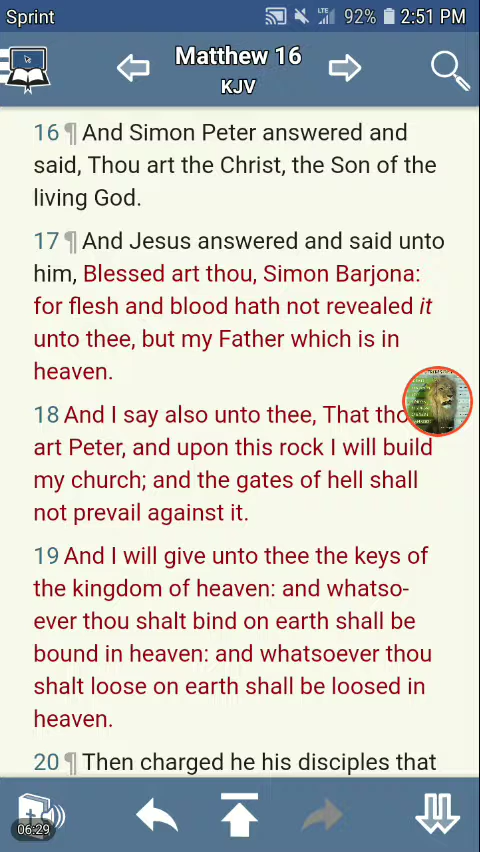 Sprint LTE 92% 2:51 PM
Matthew 16
KJV
16 ¶ And Simon Peter answered and
said, Thou art the Christ, the Son of the
living God.
17 ¶ And Jesus answered and said unto
him, Blessed art thou, Simon Barjona:
for flesh and blood hath not revealed it
unto thee, but my Father which is in
heaven.
18 And I say also unto thee, That tho
art Peter, and upon this rock I will build
my church; and the gates of hell shall
not prevail against it.
19 And I will give unto thee the keys of
the kingdom of heaven: and whatso-
ever thou shalt bind on earth shall be
bound in heaven: and whatsoever thou
shalt loose on earth shall be loosed in
heaven.
20 ¶ Then charged he his disciples that
06:29